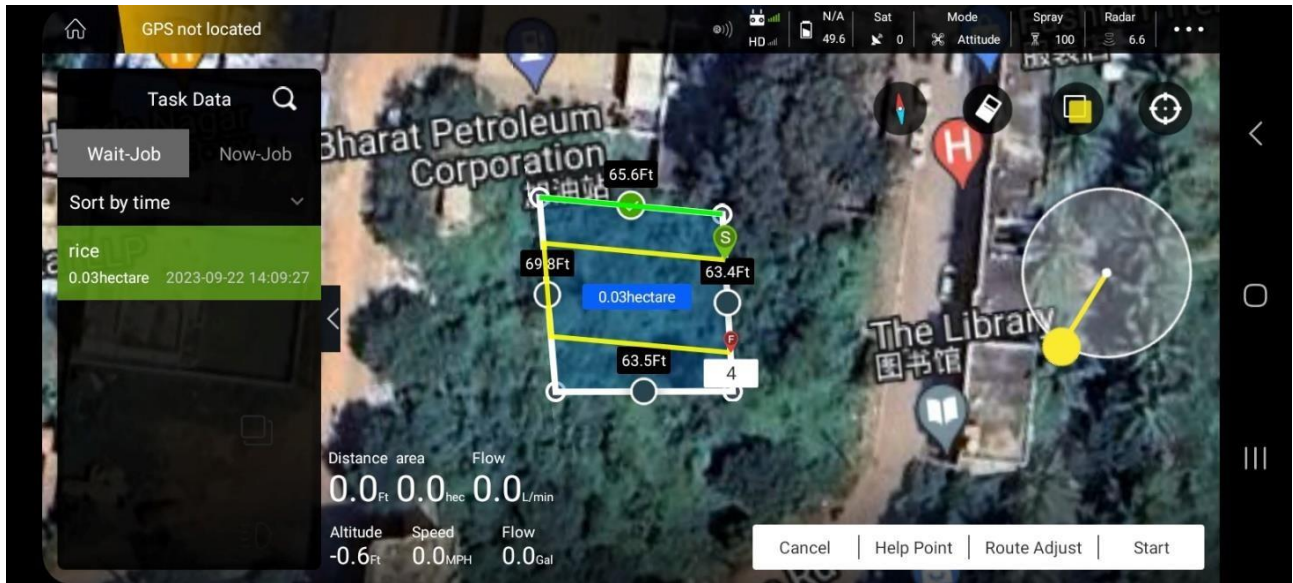 GPS not located
HD
N/A
49.6
Sat
0
Mode
Attitude
Spray
100
Radar
6.6
Task Data
Wait-Job
Now-Job
Sort by time
rice
0.03hectare 2023-09-22 14:09:27
Bharat Petroleum
Corporation
65.6Ft
S
69.8Ft
63.4Ft
0.03hectare
F
63.5Ft
4
H
The Library
图书馆
Distance area Flow
0.0Ft 0.0hec 0.0L/min
Altitude Speed Flow
-0.6Ft 0.0MPH 0.0Gal
Cancel
Help Point
Route Adjust
Start